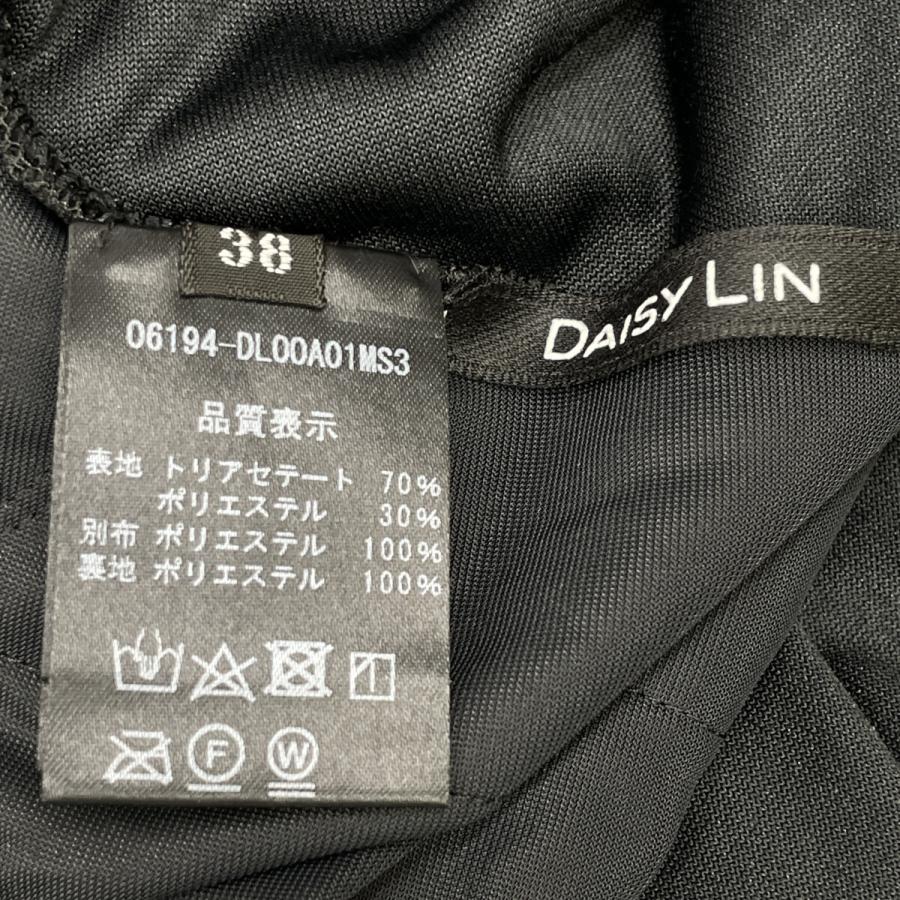 38
06194-DL00A01MS3
品質表示
表地 トリアセテート 70%
ポリエステル 30%
別布 ポリエステル 100%
裏地 ポリエステル 100%
F W
DAISY LIN